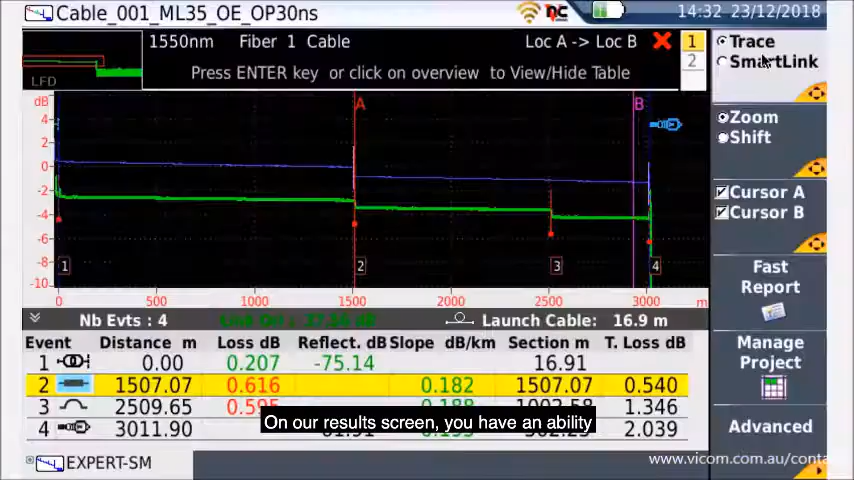 Cable_001_ML35_OE_OP30ns
14:32 23/12/2018
LFD
1550nm Fiber 1 Cable Loc A -> Loc B
Press ENTER key or click on overview to View/Hide Table
1
2
Trace
SmartLink
Zoom
Shift
Cursor A
Cursor B
Fast
Report
Manage
Project
Advanced
dB
4
2
0
-2
-4
-6
-8
-10
A
B
1
2
3
4
0 500 1000 1500 2000 2500 3000 m
Nb Evts : 4
Launch Cable: 16.9 m
Event Distance m Loss dB Reflect. dB Slope dB/km Section m T. Loss dB
1 0.00 0.207 -75.14 16.91
2 1507.07 0.616 0.182 1507.07 0.540
3 2509.65 1.346
4 3011.90 2.039
On our results screen, you have an ability
EXPERT-SM